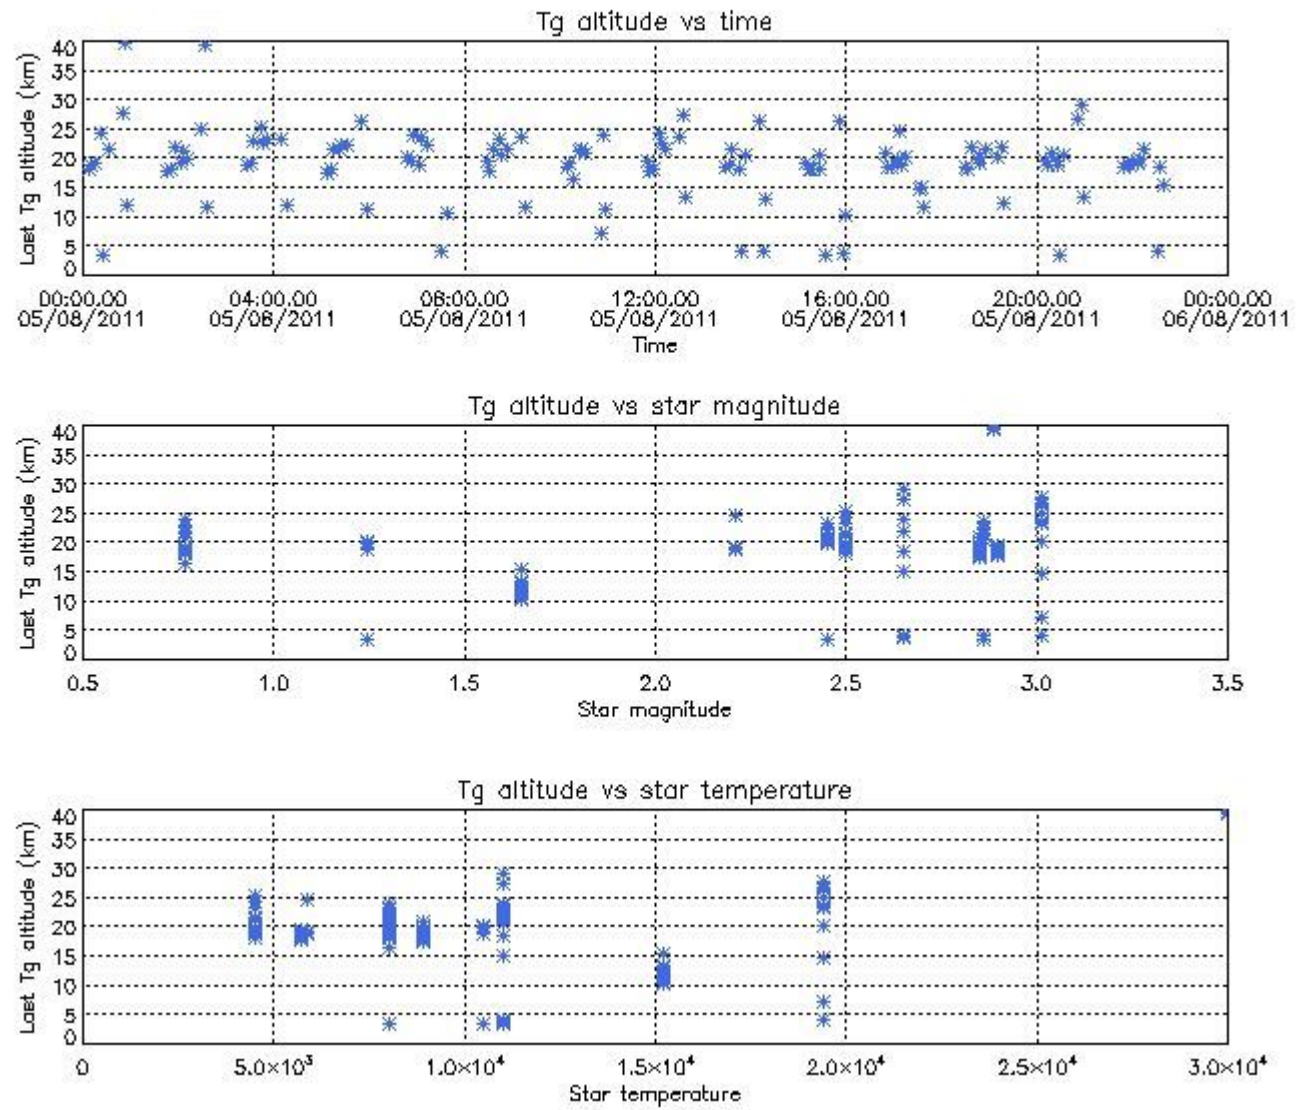 Tg altitude vs time
Last Tg altitude (km)
40
35
30
25
20
15
10
5
0
00:00.00 04:00.00 08:00.00 12:00.00 16:00.00 20:00.00 00:00.00
05/08/2011 05/08/2011 05/08/2011 05/08/2011 05/08/2011 05/08/2011 06/08/2011
Time
Tg altitude vs star magnitude
Last Tg altitude (km)
40
35
30
25
20
15
10
5
0
0.5 1.0 1.5 2.0 2.5 3.0 3.5
Star magnitude
Tg altitude vs star temperature
Last Tg altitude (km)
40
35
30
25
20
15
10
5
0
0 5.0×10³ 1.0×10⁴ 1.5×10⁴ 2.0×10⁴ 2.5×10⁴ 3.0×10⁴
Star temperature